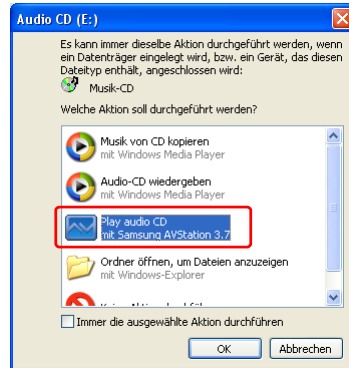 Audio CD (E:)
Es kann immer dieselbe Aktion durchgeführt werden, wenn
ein Datenträger eingelegt wird, bzw. ein Gerät, das diesen
Dateityp enthält, angeschlossen wird:
Musik-CD
Welche Aktion soll durchgeführt werden?
Musik von CD kopieren
mit Windows Media Player
Audio-CD wiedergeben
mit Windows Media Player
Play audio CD
mit Samsung AVStation 3.7
Ordner öffnen, um Dateien anzuzeigen
mit Windows-Explorer
Immer die ausgewählte Aktion durchführen
OK
Abbrechen